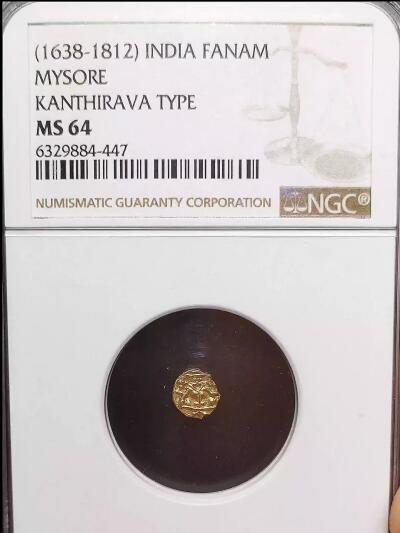 (1638-1812) INDIA FANAM
MYSORE
KANTHIRAVA TYPE
MS 64
6329884-447
NUMISMATIC GUARANTY CORPORATION
NGC®